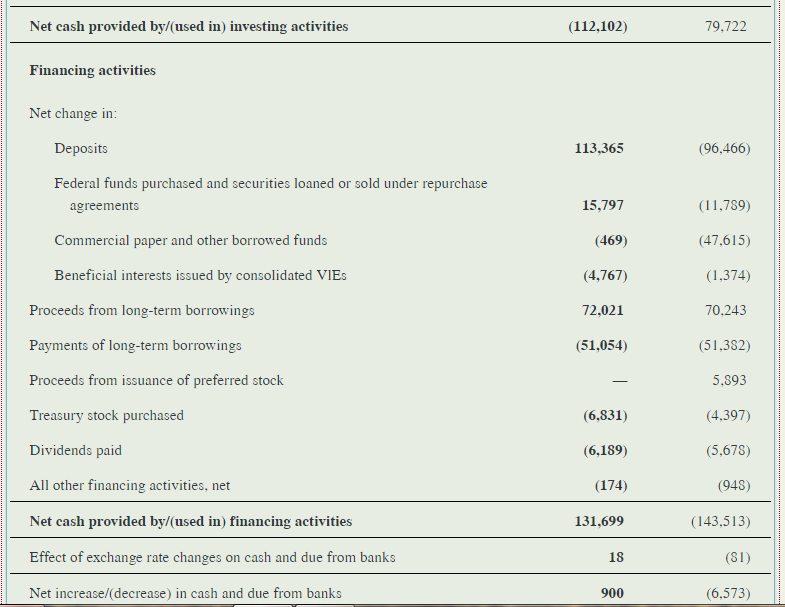 Net cash provided by/(used in) investing activities (112,102) 79,722
Financing activities
Net change in:
Deposits 113,365 (96,466)
Federal funds purchased and securities loaned or sold under repurchase
agreements 15,797 (11,789)
Commercial paper and other borrowed funds (469) (47,615)
Beneficial interests issued by consolidated VIEs (4,767) (1,374)
Proceeds from long-term borrowings 72,021 70,243
Payments of long-term borrowings (51,054) (51,382)
Proceeds from issuance of preferred stock — 5,893
Treasury stock purchased (6,831) (4,397)
Dividends paid (6,189) (5,678)
All other financing activities, net (174) (948)
Net cash provided by/(used in) financing activities 131,699 (143,513)
Effect of exchange rate changes on cash and due from banks 18 (81)
Net increase/(decrease) in cash and due from banks 900 (6,573)